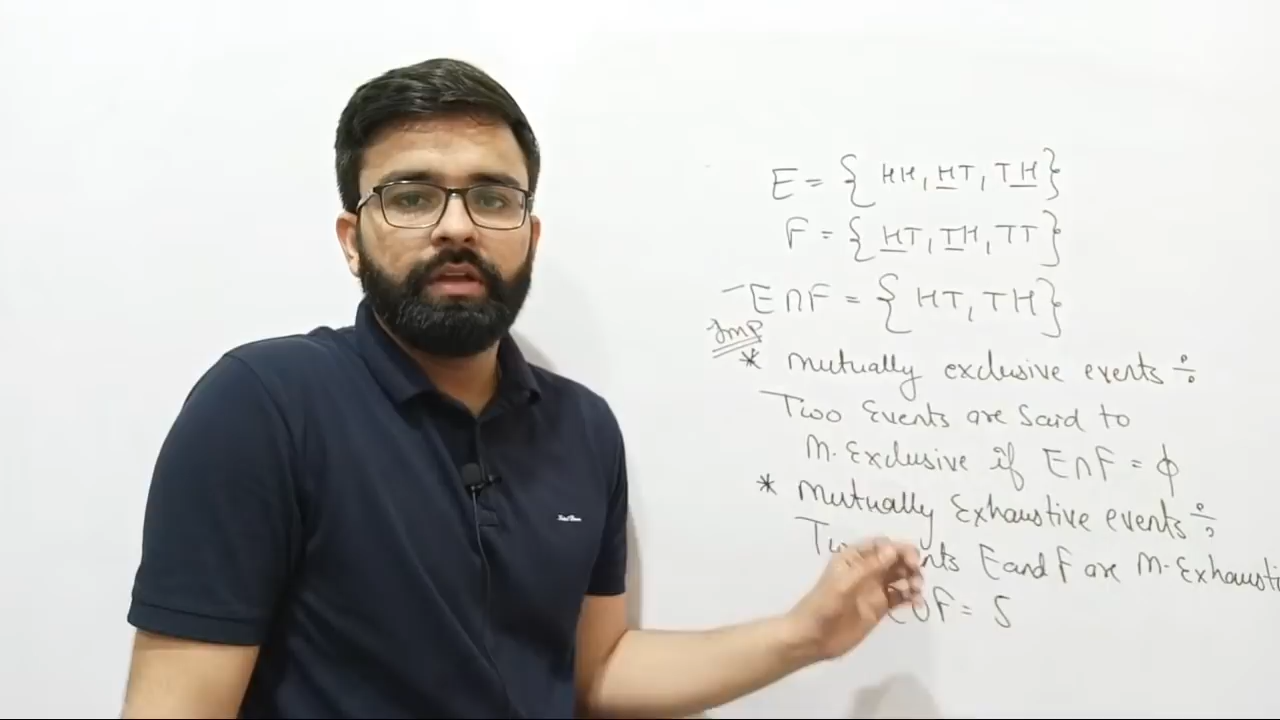 E = { HH, HT, TH}
F = { HT, TH, TT}
E∩F = { HT, TH}
Imp
* Mutually exclusive events ÷
Two Events are Said to
M. Exclusive if E∩F = ϕ
* Mutually Exhaustive events ÷
E and F are M. Exhausti
∪F = S